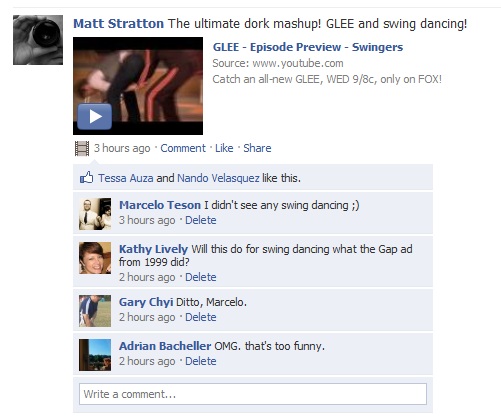 Matt Stratton The ultimate dork mashup! GLEE and swing dancing!
GLEE - Episode Preview - Swingers
Source: www.youtube.com
Catch an all-new GLEE, WED 9/8c, only on FOX!
3 hours ago · Comment · Like · Share
Tessa Auza and Nando Velasquez like this.
Marcelo Teson I didn't see any swing dancing ;)
3 hours ago · Delete
Kathy Lively Will this do for swing dancing what the Gap ad
from 1999 did?
2 hours ago · Delete
Gary Chyi Ditto, Marcelo.
2 hours ago · Delete
Adrian Bacheller OMG. that's too funny.
2 hours ago · Delete
Write a comment...